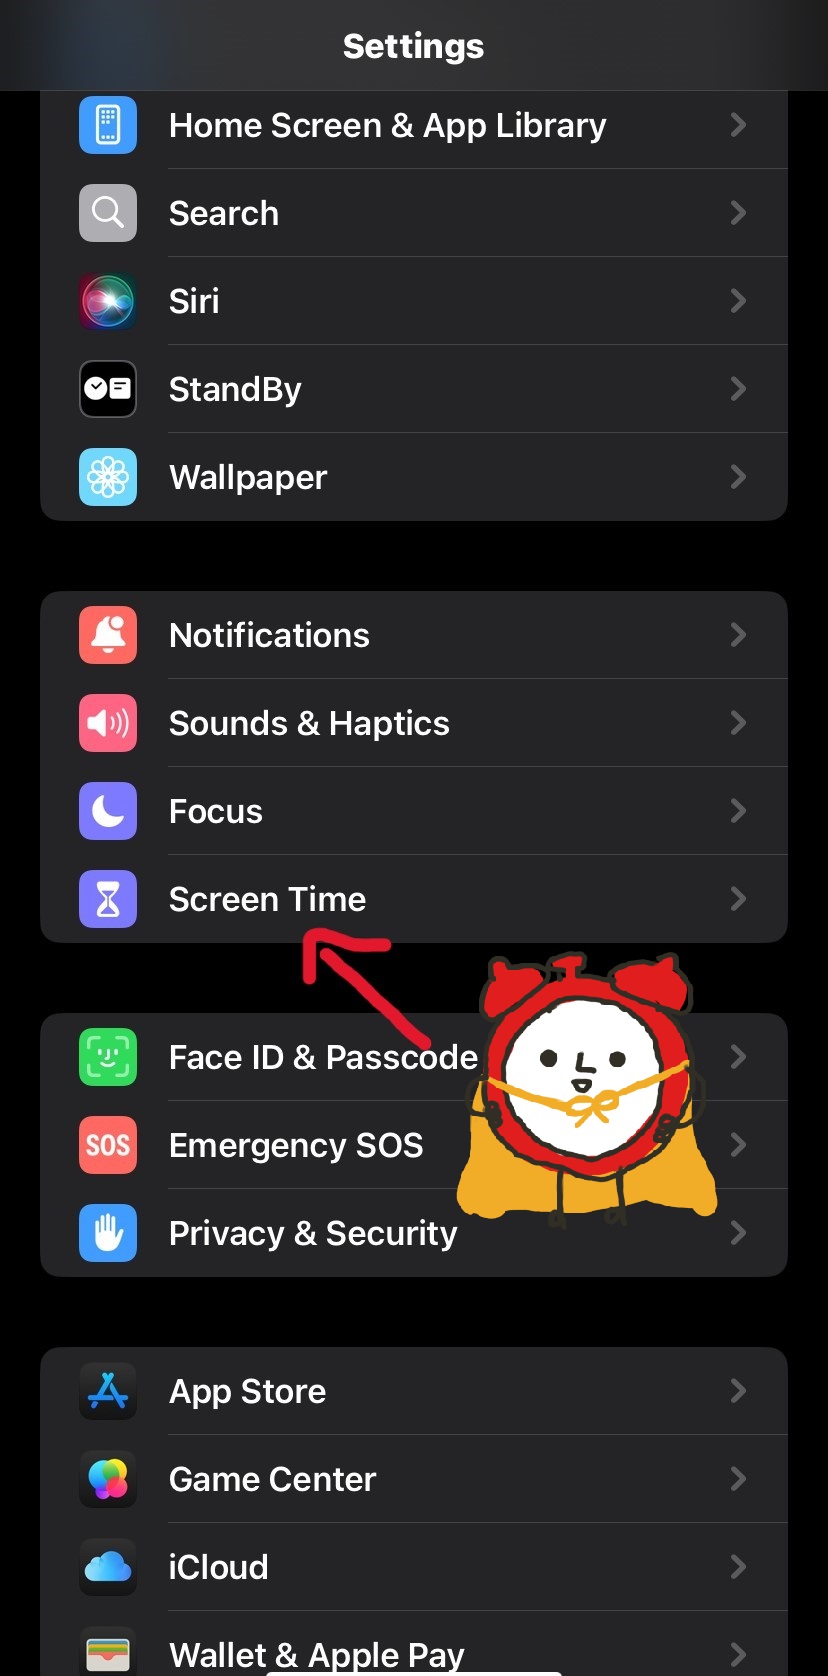 Settings
Home Screen & App Library
Search
Siri
StandBy
Wallpaper
Notifications
Sounds & Haptics
Focus
Screen Time
Face ID & Passcode
SOS
Emergency SOS
Privacy & Security
App Store
Game Center
iCloud
Wallet & Apple Pay